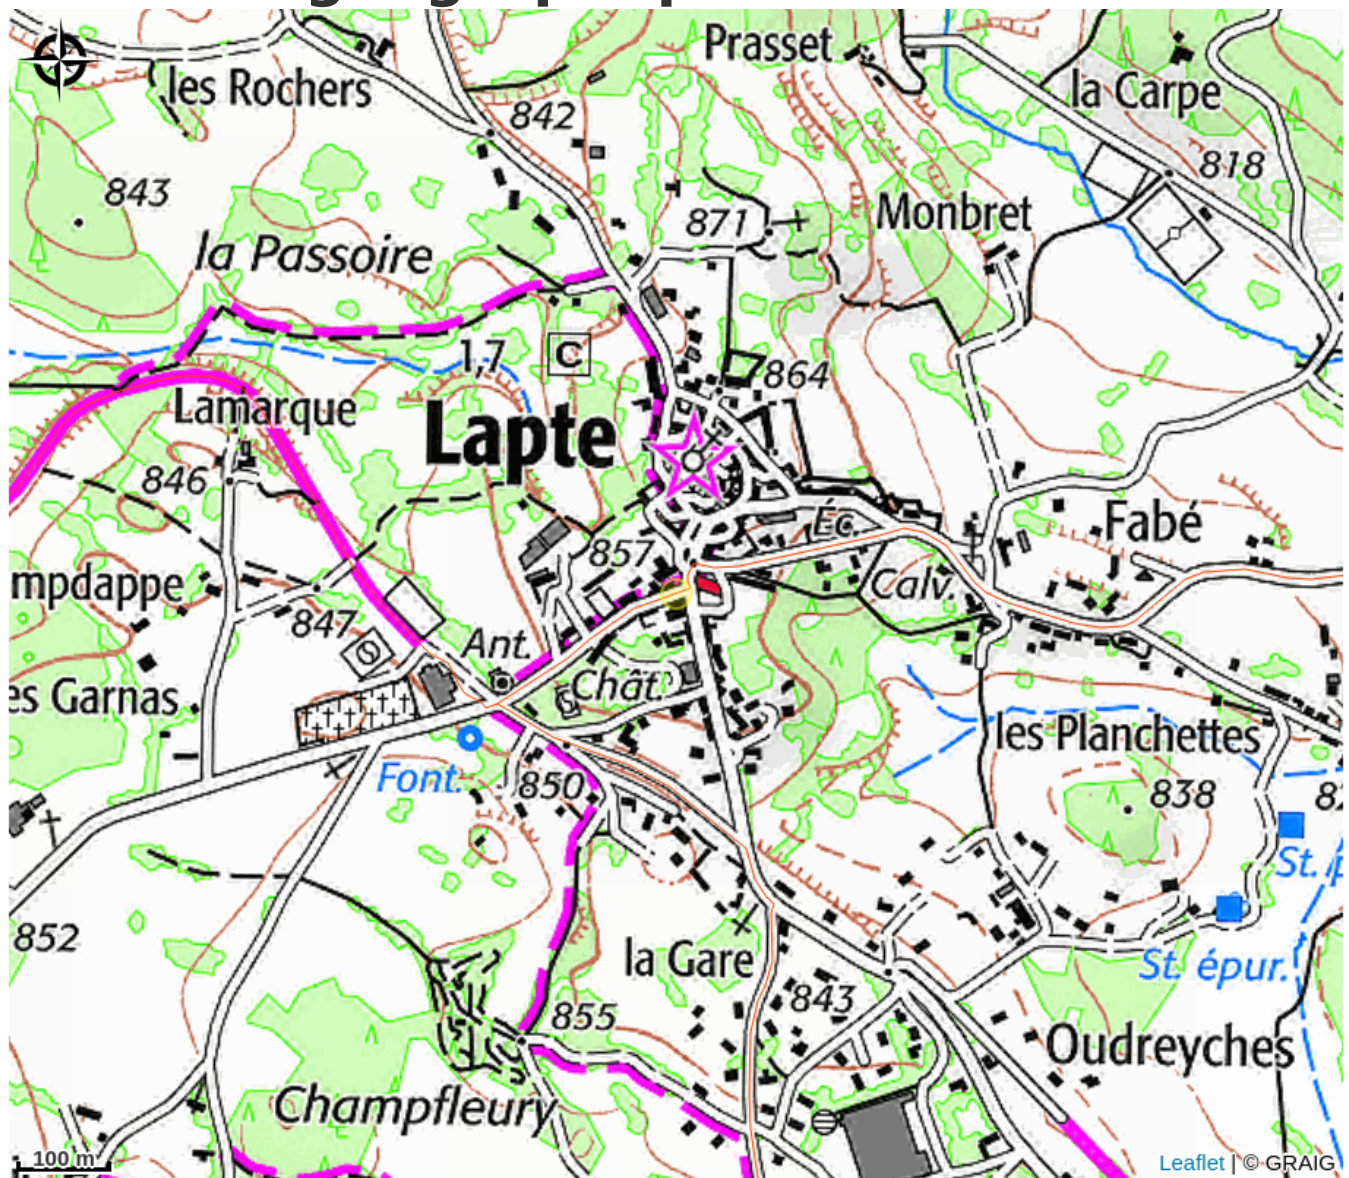 Prasset
les Rochers
la Carpe
842
818
843
871
Monbret
la Passoire
1,7
C
864
Lamarque
Lapte
846
Éc.
Fabé
857
mpdappe
Calv.
847
Ant.
Chât.
es Garnas
les Planchettes
Font.
850
838
82
St. ép
852
la Gare
St. épur.
843
855
Oudreyches
Champfleury
100 m
Leaflet | © GRAIG